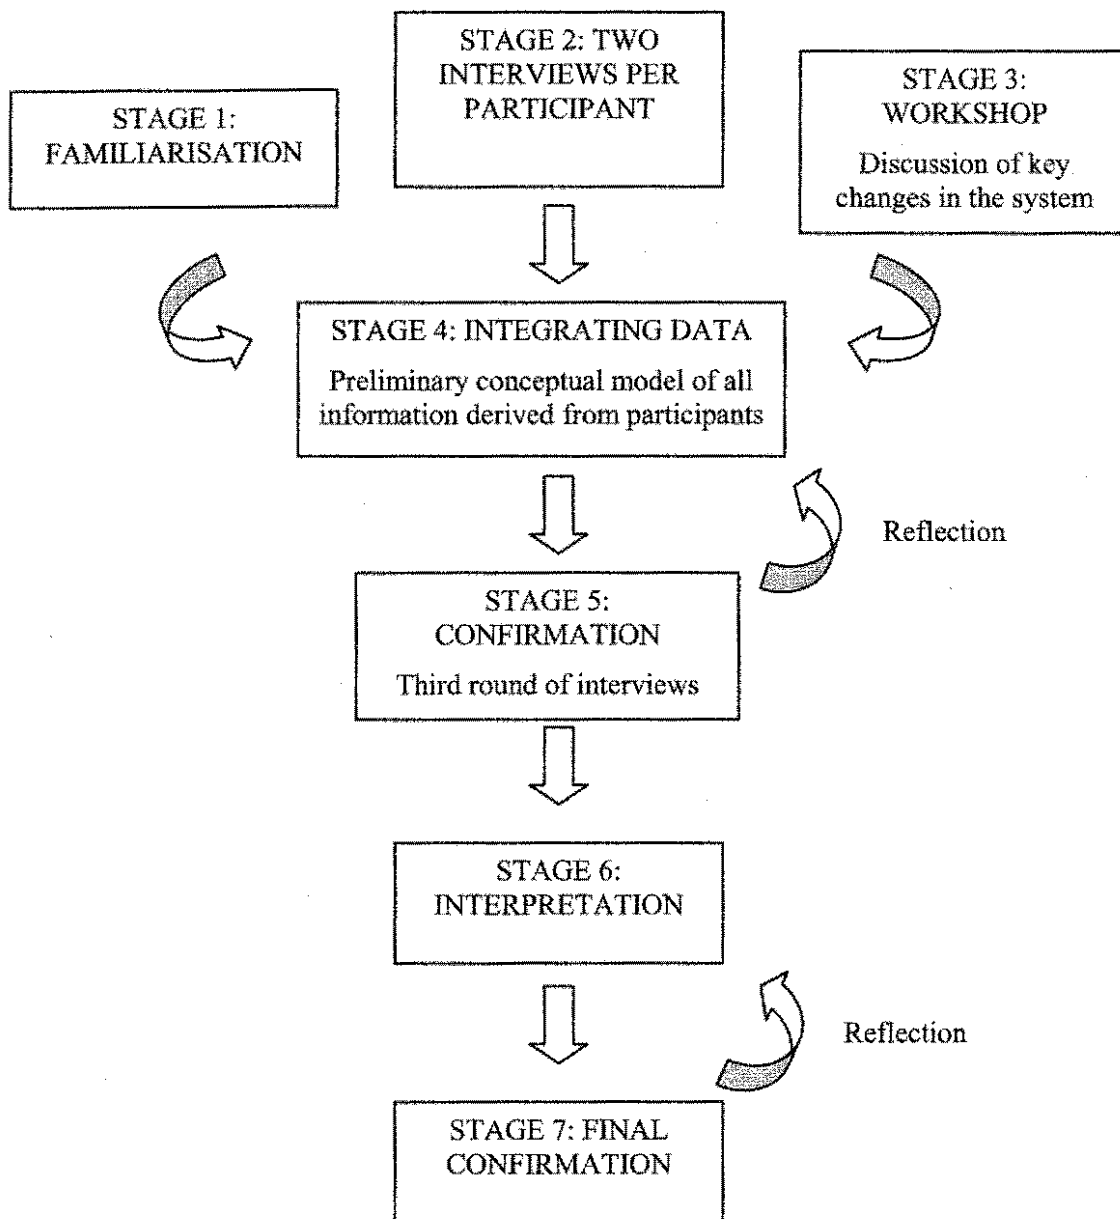 STAGE 1:
FAMILIARISATION
STAGE 2: TWO
INTERVIEWS PER
PARTICIPANT
STAGE 3:
WORKSHOP
Discussion of key
changes in the system
STAGE 4: INTEGRATING DATA
Preliminary conceptual model of all
information derived from participants
Reflection
STAGE 5:
CONFIRMATION
Third round of interviews
STAGE 6:
INTERPRETATION
Reflection
STAGE 7: FINAL
CONFIRMATION